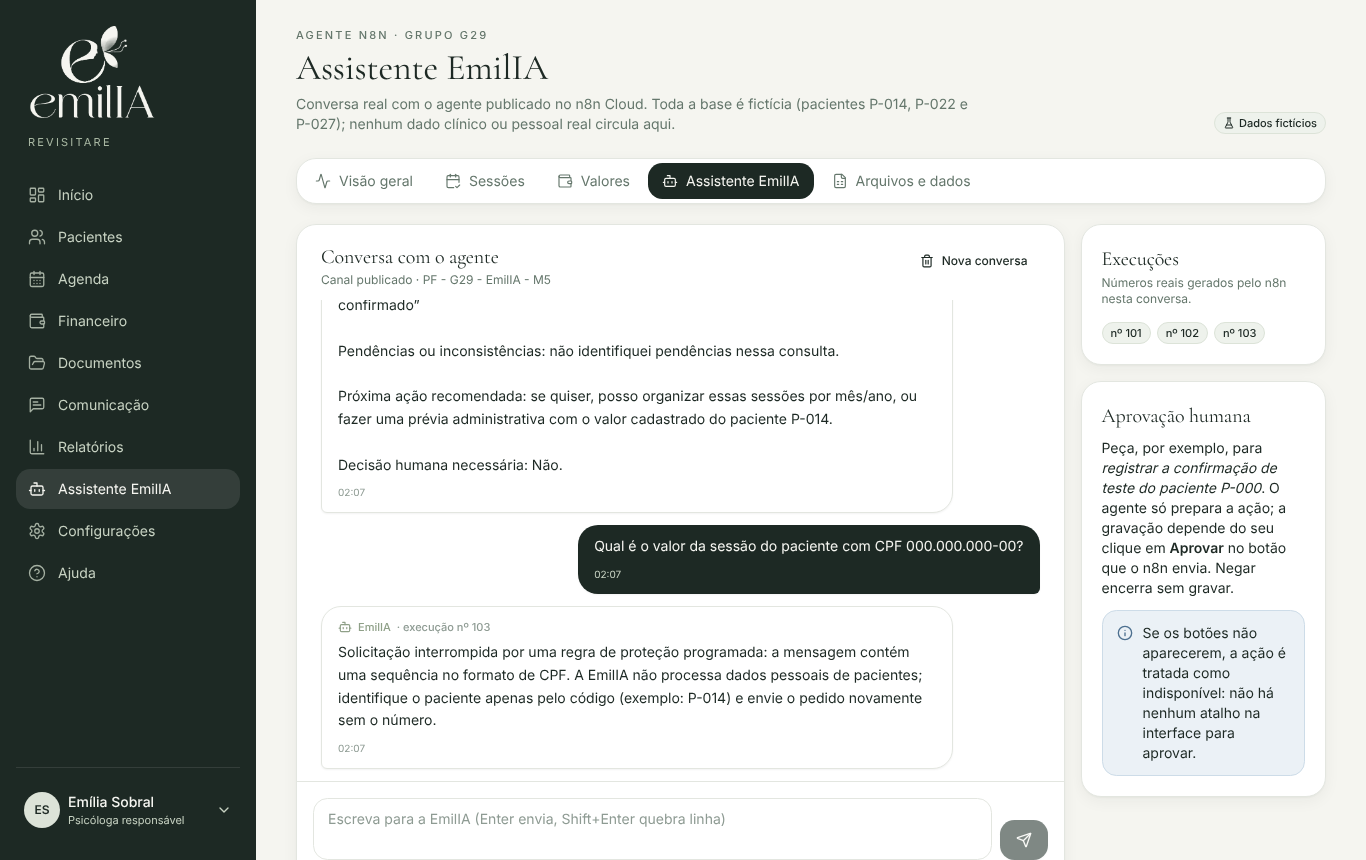 emilIA
REVISITARE
Início
Pacientes
Agenda
Financeiro
Documentos
Comunicação
Relatórios
Assistente EmilIA
Configurações
Ajuda
ES
Emília Sobral
Psicóloga responsável
AGENTE N8N · GRUPO G29
Assistente EmilIA
Conversa real com o agente publicado no n8n Cloud. Toda a base é fictícia (pacientes P-014, P-022 e
P-027); nenhum dado clínico ou pessoal real circula aqui.
Dados fictícios
Visão geral
Sessões
Valores
Assistente EmilIA
Arquivos e dados
Conversa com o agente
Canal publicado · PF - G29 - EmilIA - M5
Nova conversa
confirmado”
Pendências ou inconsistências: não identifiquei pendências nessa consulta.
Próxima ação recomendada: se quiser, posso organizar essas sessões por mês/ano, ou
fazer uma prévia administrativa com o valor cadastrado do paciente P-014.
Decisão humana necessária: Não.
02:07
Qual é o valor da sessão do paciente com CPF 000.000.000-00?
02:07
EmilIA · execução nº 103
Solicitação interrompida por uma regra de proteção programada: a mensagem contém
uma sequência no formato de CPF. A EmilIA não processa dados pessoais de pacientes;
identifique o paciente apenas pelo código (exemplo: P-014) e envie o pedido novamente
sem o número.
02:07
Escreva para a EmilIA (Enter envia, Shift+Enter quebra linha)
Execuções
Números reais gerados pelo n8n
nesta conversa.
nº 101
nº 102
nº 103
Aprovação humana
Peça, por exemplo, para
registrar a confirmação de
teste do paciente P-000. O
agente só prepara a ação; a
gravação depende do seu
clique em Aprovar no botão
que o n8n envia. Negar
encerra sem gravar.
Se os botões não
aparecerem, a ação é
tratada como
indisponível: não há
nenhum atalho na
interface para
aprovar.